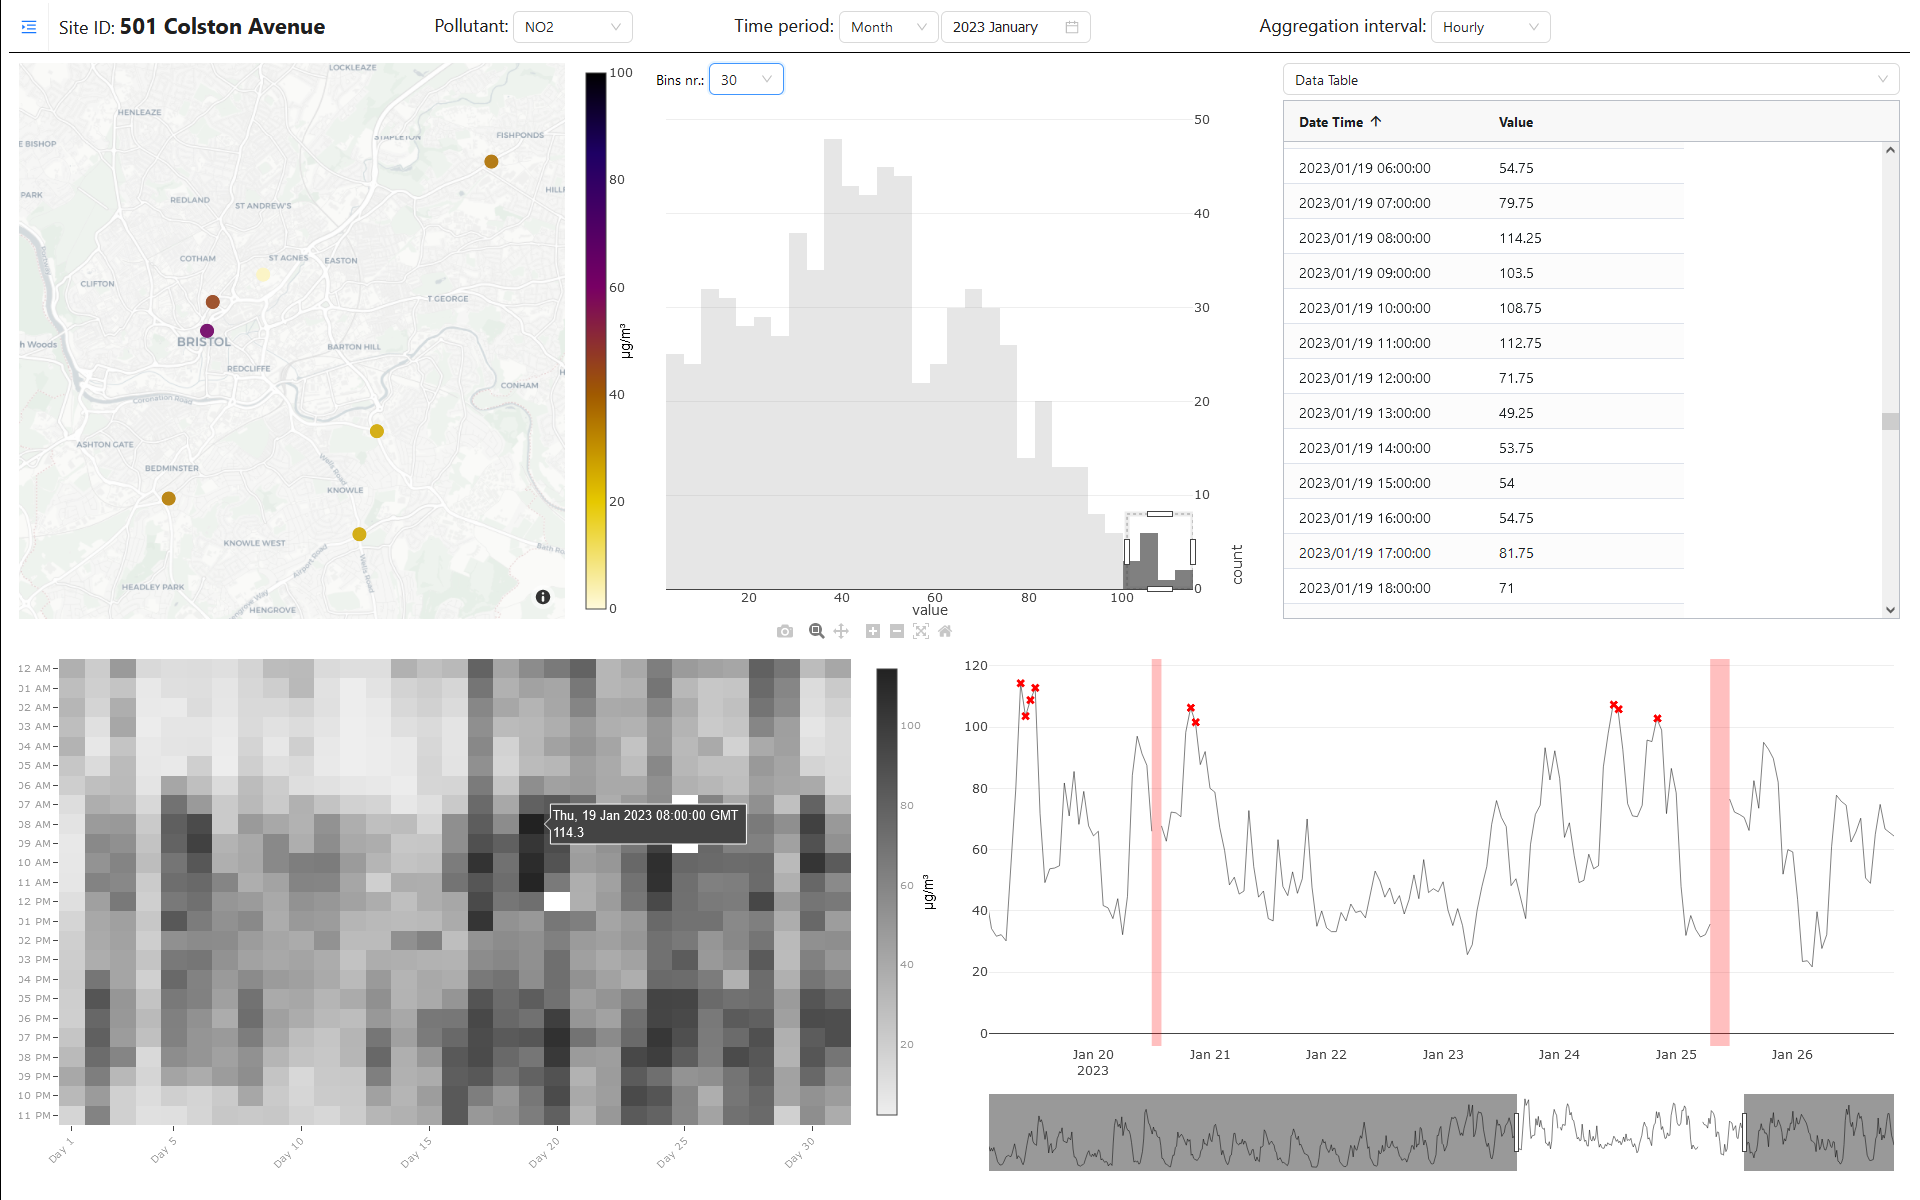 Site ID: 501 Colston Avenue
Pollutant: NO2
Time period: Month 2023 January
Aggregation interval: Hourly
LOCKLEAZE
HENLEAZE
STAPLETON
FISHPONDS
E BISHOP
PARK
HILLF
REDLAND
ST ANDREW'S
COTHAM
ST AGNES
EASTON
CLIFTON
T GEORGE
h Woods
BRISTOL
BARTON HILL
REDCLIFFE
CONHAM
Coronation Road
ASHTON GATE
BEDMINSTER
Wells Road
KNOWLE
KNOWLE WEST
Airport Road
Wells Road
Bath Ro
HEADLEY PARK
HENGROVE
100
80
60
40
20
0
µg/m³
Bins nr.: 30
50
40
30
20
10
0
count
20
40
60
80
100
value
Data Table
Date Time Value
2023/01/19 06:00:00 54.75
2023/01/19 07:00:00 79.75
2023/01/19 08:00:00 114.25
2023/01/19 09:00:00 103.5
2023/01/19 10:00:00 108.75
2023/01/19 11:00:00 112.75
2023/01/19 12:00:00 71.75
2023/01/19 13:00:00 49.25
2023/01/19 14:00:00 53.75
2023/01/19 15:00:00 54
2023/01/19 16:00:00 54.75
2023/01/19 17:00:00 81.75
2023/01/19 18:00:00 71
12 AM
01 AM
02 AM
03 AM
04 AM
05 AM
06 AM
07 AM
08 AM
09 AM
10 AM
11 AM
12 PM
01 PM
02 PM
03 PM
04 PM
05 PM
06 PM
07 PM
08 PM
09 PM
10 PM
11 PM
Day 1
Day 5
Day 10
Day 15
Day 20
Day 25
Day 30
Thu, 19 Jan 2023 08:00:00 GMT
114.3
100
80
60
40
20
µg/m³
120
100
80
60
40
20
0
Jan 20
2023
Jan 21
Jan 22
Jan 23
Jan 24
Jan 25
Jan 26